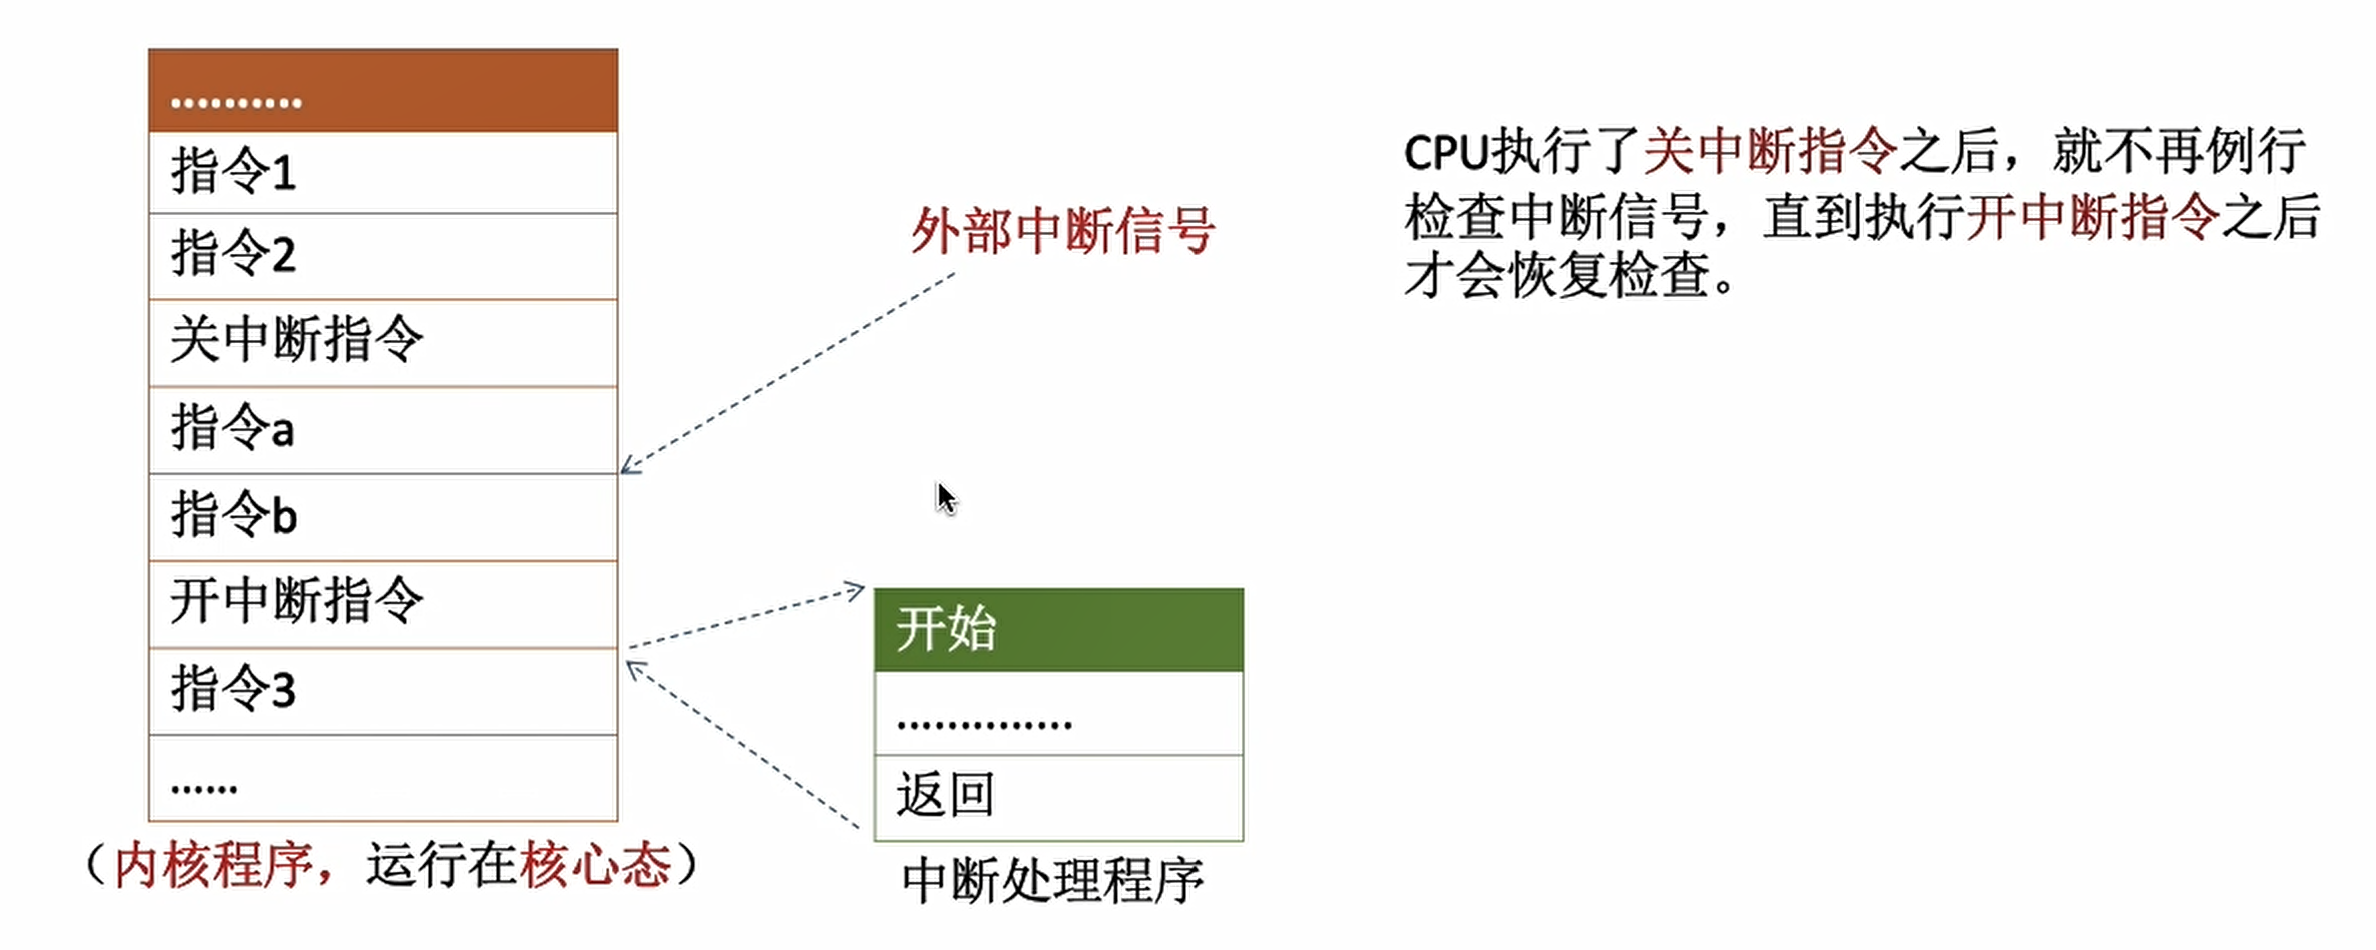 ..........
指令1
指令2
关中断指令
指令a
指令b
开中断指令
指令3
......
（内核程序，运行在核心态）
外部中断信号
开始
..............
返回
中断处理程序
CPU执行了关中断指令之后，就不再例行
检查中断信号，直到执行开中断指令之后
才会恢复检查。